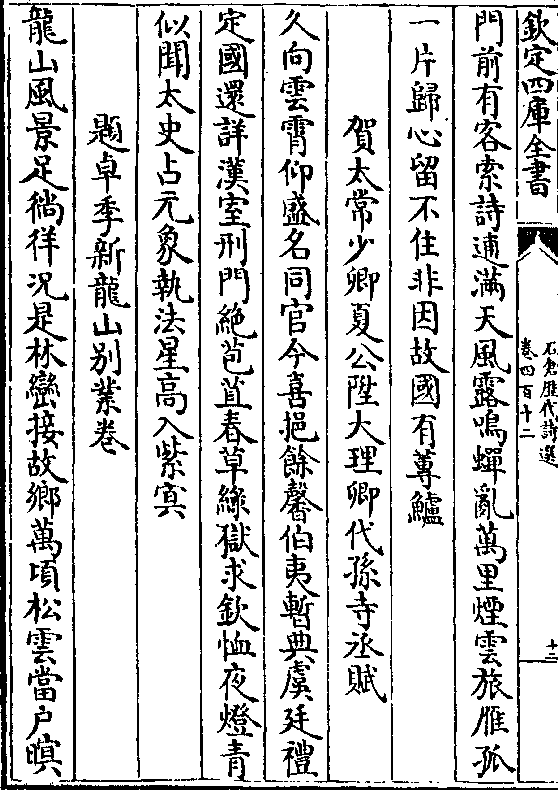 欽定四庫全書
石倉歷代詩選
卷四百十二
十三
門前有客索詩逋滿天風露鳴蟬亂萬里煙雲旅雁孤
一片歸心留不住非因故國有蓴鱸
賀太常少卿夏公陞大理卿代孫寺丞賦
久向雲霄仰盛名同官今喜挹餘馨伯夷暫典虞廷禮
定國還詳漢室刑門絶苞苴春草緑獄求欽恤夜燈青
似聞太史占元象執法星高入紫冥
題卓季新龍山别業卷
龍山風景足徜徉况是林巒接故鄉萬頃松雲當户暝